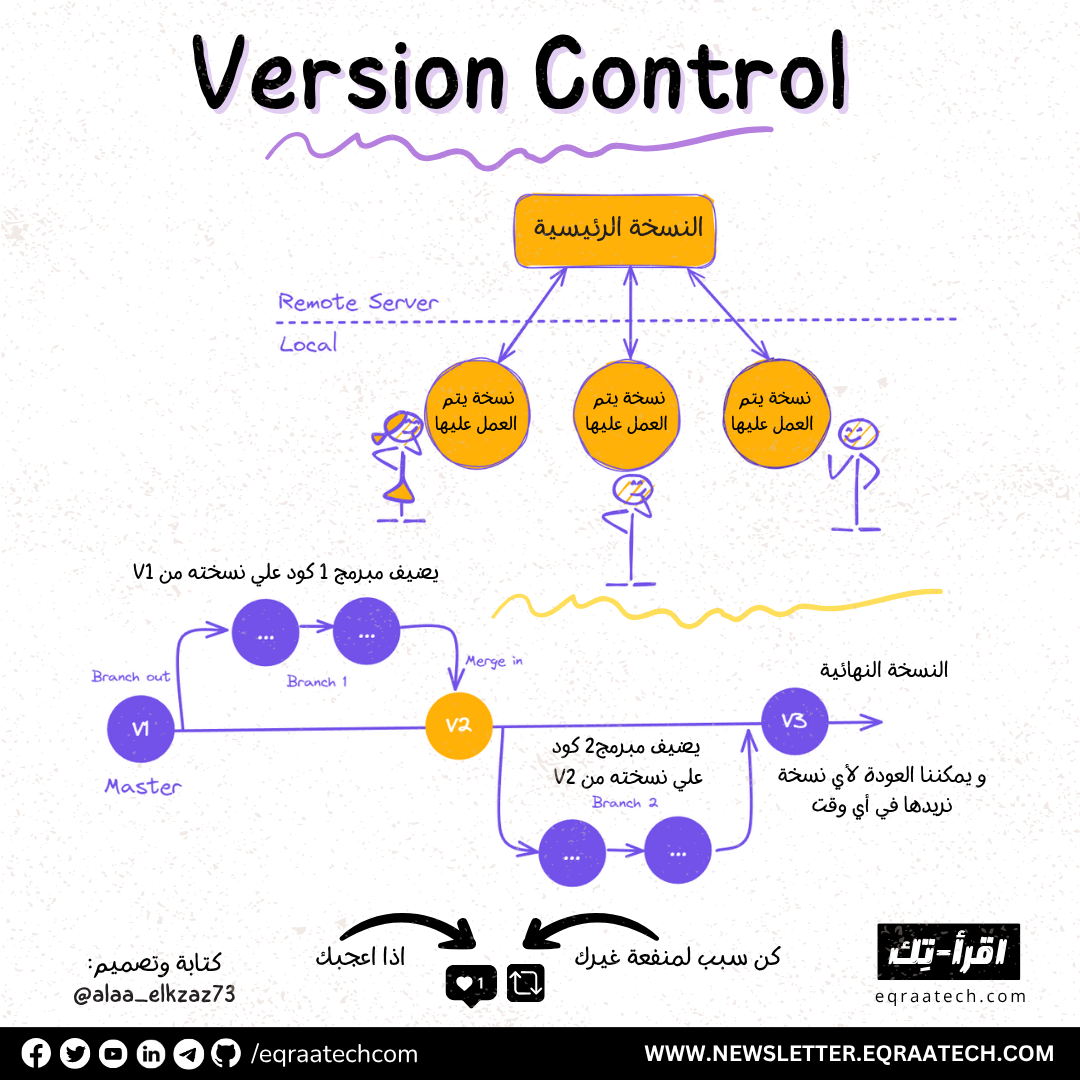 Version Control
النسخة الرئيسية
Remote Server
Local
نسخة يتم
العمل عليها
نسخة يتم
العمل عليها
نسخة يتم
العمل عليها
يضيف مبرمج 1 كود علي نسخته من V1
...
...
Branch out
Branch 1
Merge in
V1
Master
V2
النسخة النهائية
V3
يضيف مبرمج2 كود
علي نسخته من V2
Branch 2
...
...
و يمكننا العودة لأي نسخة
نريدها في أي وقت
كتابة وتصميم:
@alaa_elkzaz73
اذا اعجبك
1
كن سبب لمنفعة غيرك
اقرأ-تِك
eqraatech.com
/eqraatechcom
WWW.NEWSLETTER.EQRAATECH.COM